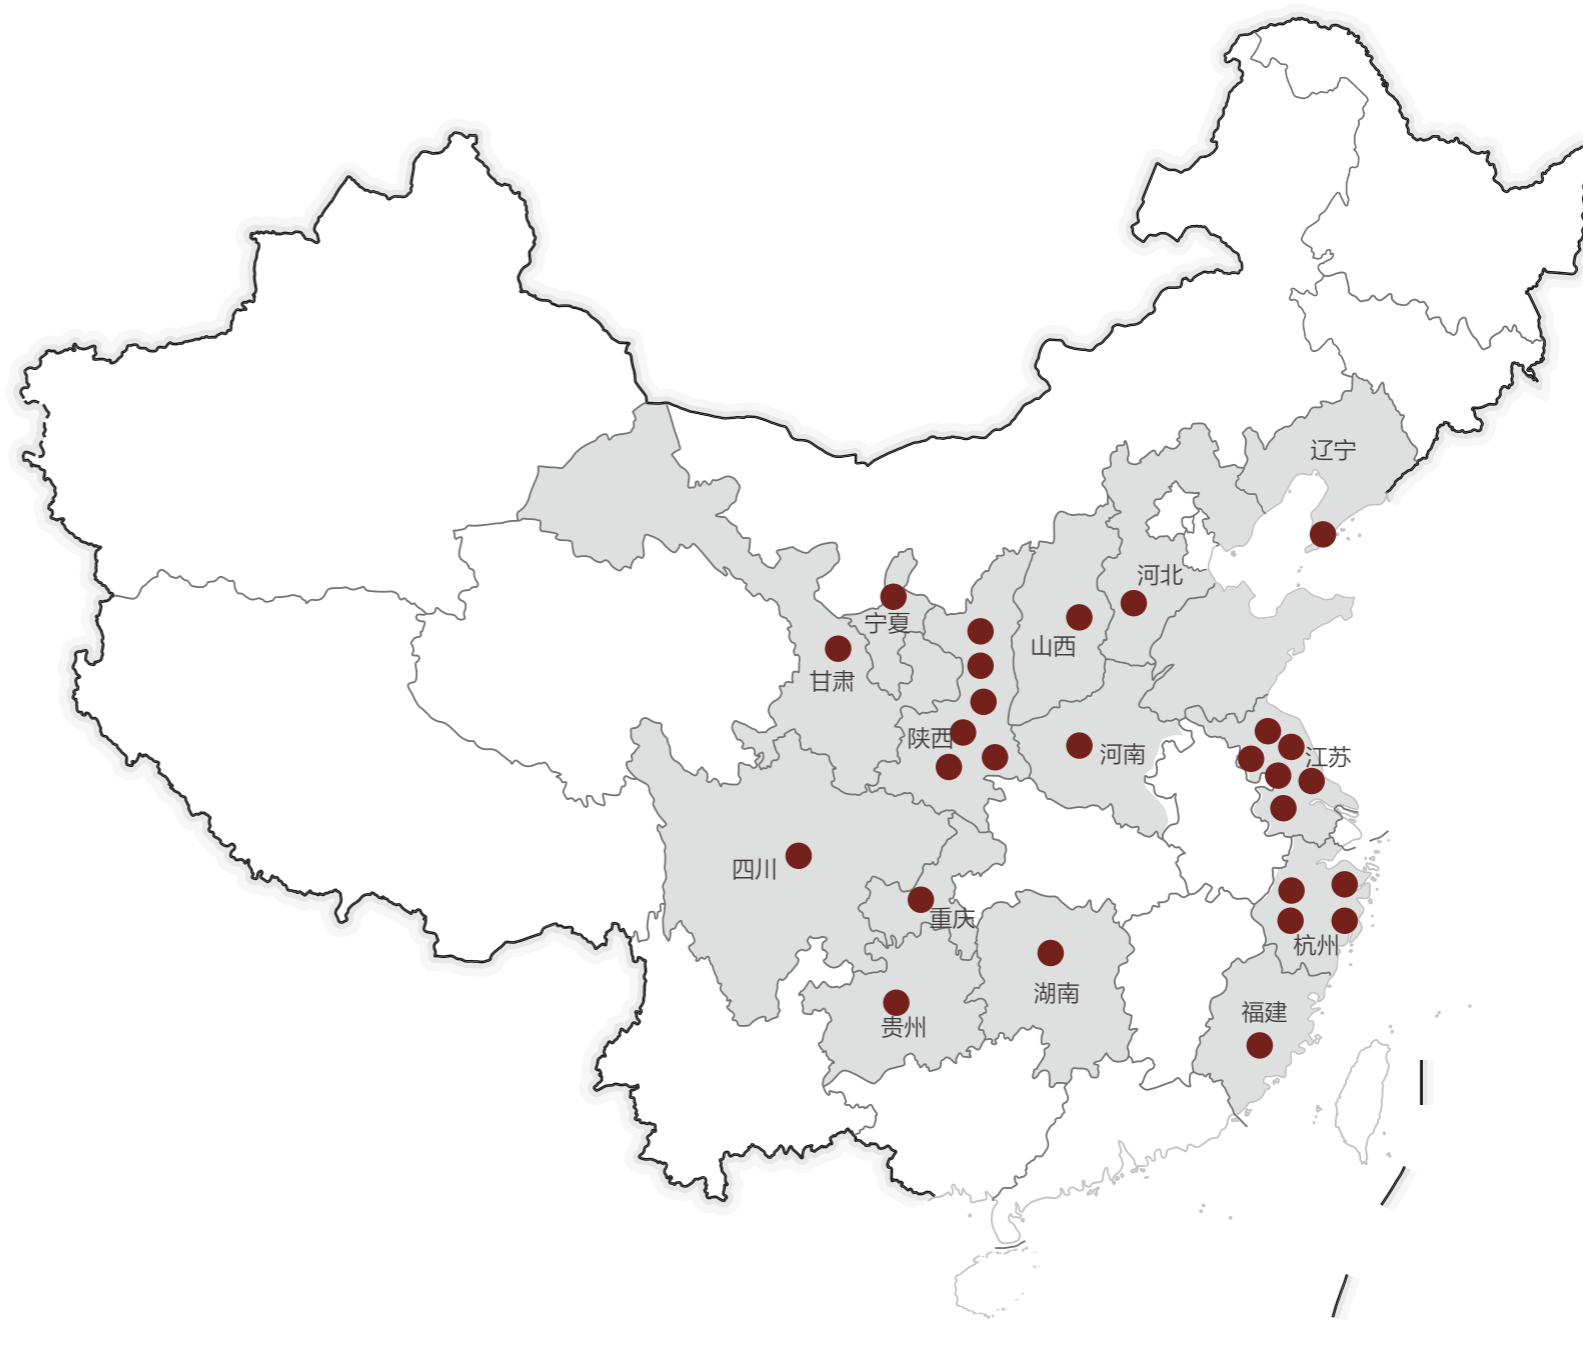 辽宁
河北
宁夏
山西
甘肃
陕西
河南
江苏
四川
重庆
杭州
湖南
福建
贵州